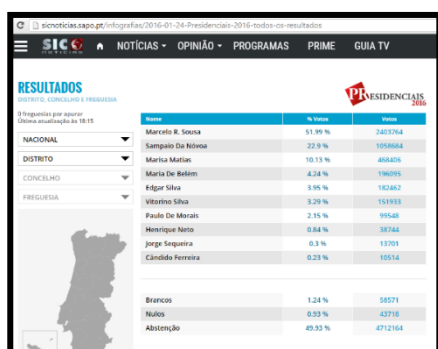 sicnoticias.sapo.pt/infografias/2016-01-24-Presidenciais-2016-todos-os-resultados
SIC NOTÍCIAS OPINIÃO PROGRAMAS PRIME GUIA TV
NOTÍCIAS
RESULTADOS
DISTRITO, CONCELHO E FREGUESIA
PRESIDENCIAIS
2016
0 freguesias por apurar
Última atualização às 18:15
NACIONAL
DISTRITO
CONCELHO
FREGUESIA
Nome % Votos Votos
Marcelo R. Sousa 51.99 % 2403764
Sampaio Da Nóvoa 22.9 % 1058684
Marisa Matias 10.13 % 468406
Maria De Belém 4.24 % 196095
Edgar Silva 3.95 % 182462
Vitorino Silva 3.29 % 151933
Paulo De Morais 2.15 % 99548
Henrique Neto 0.84 % 38744
Jorge Sequeira 0.3 % 13701
Cândido Ferreira 0.23 % 10514
Brancos 1.24 % 58571
Nulos 0.93 % 43718
Abstenção 49.93 % 4712164